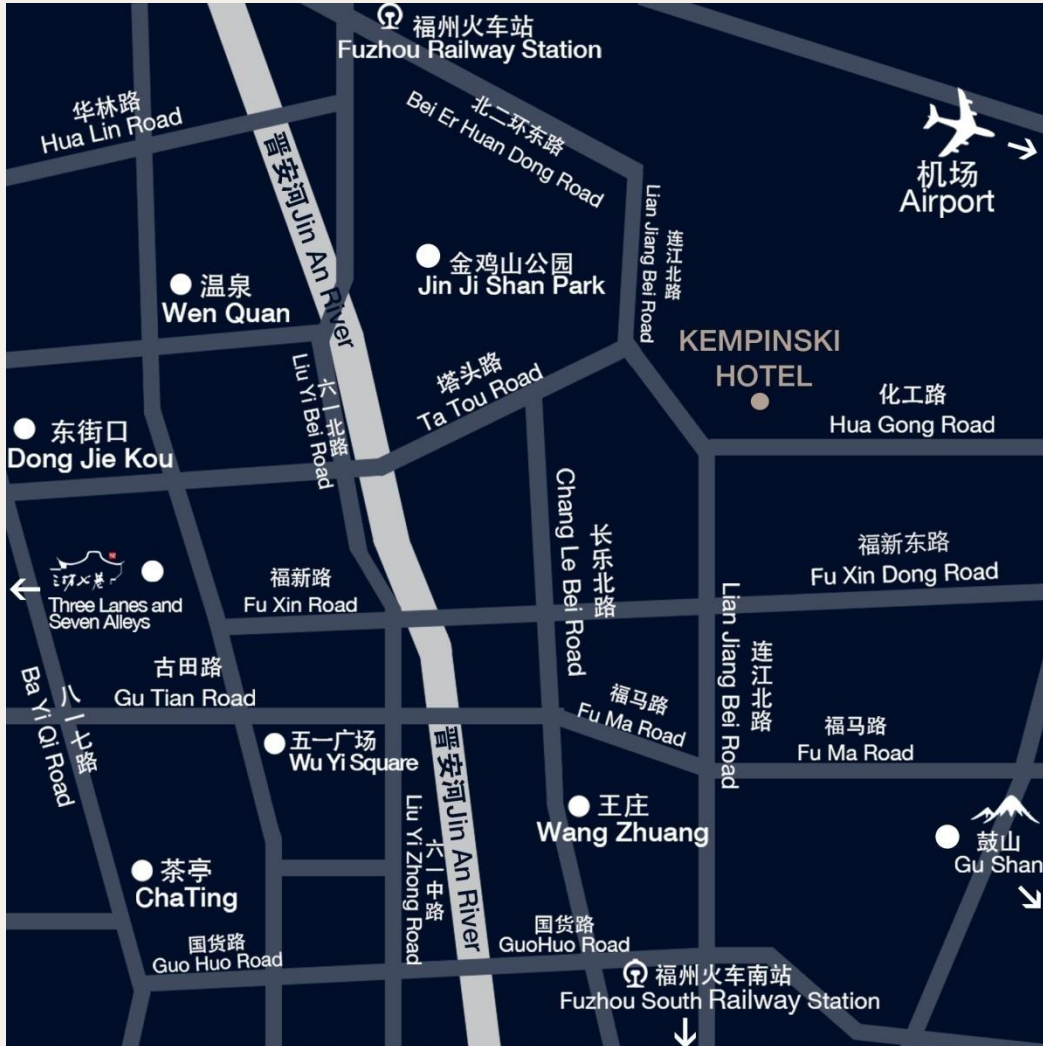 福州火车站
Fuzhou Railway Station
华林路
Hua Lin Road
北二环东路
Bei Er Huan Dong Road
机场
Airport
晋安河 Jin An River
Lian Jiang Bei Road
连江北路
金鸡山公园
Jin Ji Shan Park
温泉
Wen Quan
KEMPINSKI
HOTEL
六一北路
Liu Yi Bei Road
塔头路
Ta Tou Road
化工路
Hua Gong Road
东街口
Dong Jie Kou
Chang Le Bei Road
长乐北路
三坊七巷
Three Lanes and
Seven Alleys
福新路
Fu Xin Road
福新东路
Fu Xin Dong Road
Lian Jiang Bei Road
连江北路
八一七路
Ba Yi Qi Road
古田路
Gu Tian Road
福马路
Fu Ma Road
福马路
Fu Ma Road
五一广场
Wu Yi Square
晋安河 Jin An River
Liu Yi Zhong Road
六一中路
王庄
Wang Zhuang
鼓山
Gu Shan
茶亭
ChaTing
国货路
Guo Huo Road
国货路
GuoHuo Road
福州火车南站
Fuzhou South Railway Station